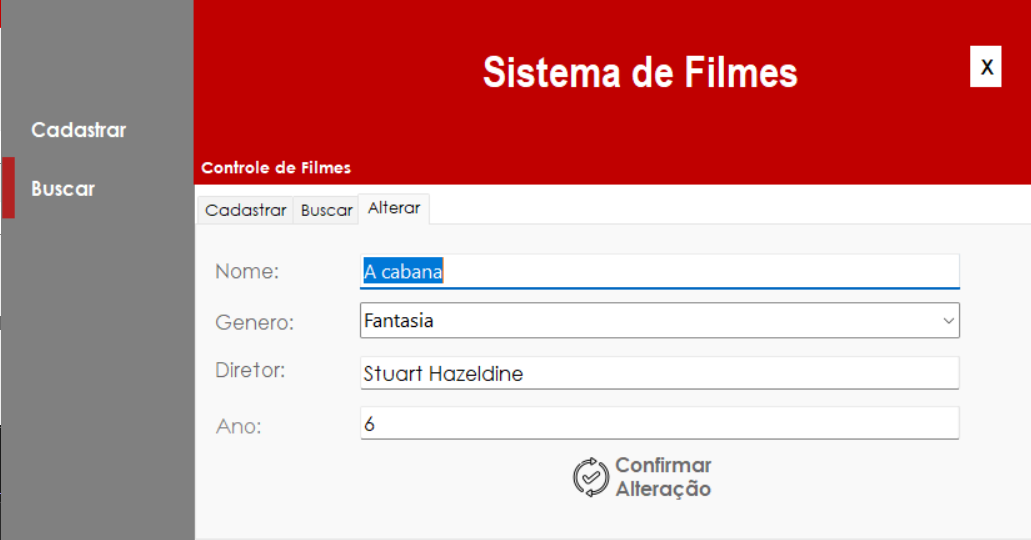 Sistema de Filmes
X
Cadastrar
Buscar
Controle de Filmes
Cadastrar Buscar Alterar
Nome: A cabana
Genero: Fantasia
Diretor: Stuart Hazeldine
Ano: 6
Confirmar
Alteração